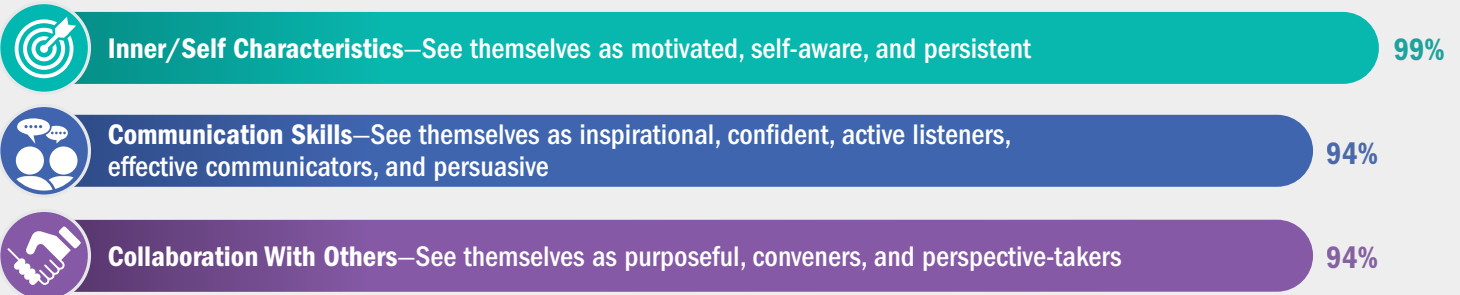 Inner/Self Characteristics—See themselves as motivated, self-aware, and persistent
99%
Communication Skills—See themselves as inspirational, confident, active listeners,
effective communicators, and persuasive
94%
Collaboration With Others—See themselves as purposeful, conveners, and perspective-takers
94%